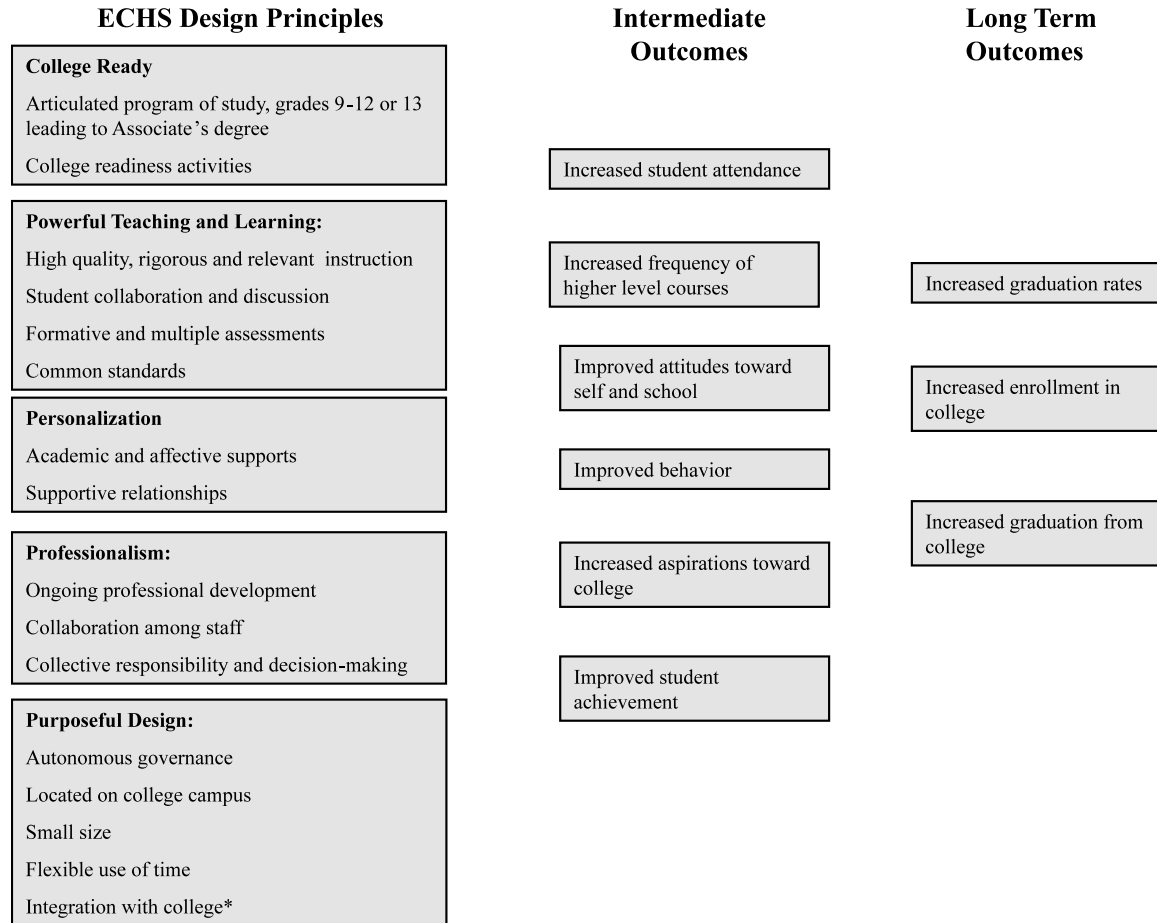 ECHS Design Principles
College Ready
Articulated program of study, grades 9-12 or 13
leading to Associate's degree
College readiness activities
Powerful Teaching and Learning:
High quality, rigorous and relevant instruction
Student collaboration and discussion
Formative and multiple assessments
Common standards
Personalization
Academic and affective supports
Supportive relationships
Professionalism:
Ongoing professional development
Collaboration among staff
Collective responsibility and decision-making
Purposeful Design:
Autonomous governance
Located on college campus
Small size
Flexible use of time
Integration with college*
Intermediate
Outcomes
Increased student attendance
Increased frequency of
higher level courses
Improved attitudes toward
self and school
Improved behavior
Increased aspirations toward
college
Improved student
achievement
Long Term
Outcomes
Increased graduation rates
Increased enrollment in
college
Increased graduation from
college